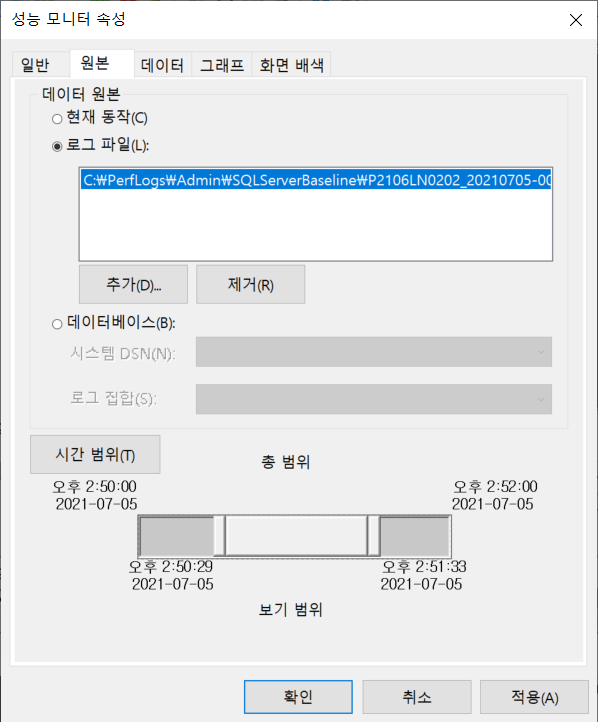 성능 모니터 속성
일반 원본 데이터 그래프 화면 배색
데이터 원본
현재 동작(C)
로그 파일(L):
C:₩PerfLogs₩Admin₩SQLServerBaseline₩P2106LN0202_20210705-00
추가(D)... 제거(R)
데이터베이스(B):
시스템 DSN(N):
로그 집합(S):
시간 범위(T)
총 범위
오후 2:50:00 오후 2:52:00
2021-07-05 2021-07-05
오후 2:50:29 오후 2:51:33
2021-07-05 2021-07-05
보기 범위
확인 취소 적용(A)